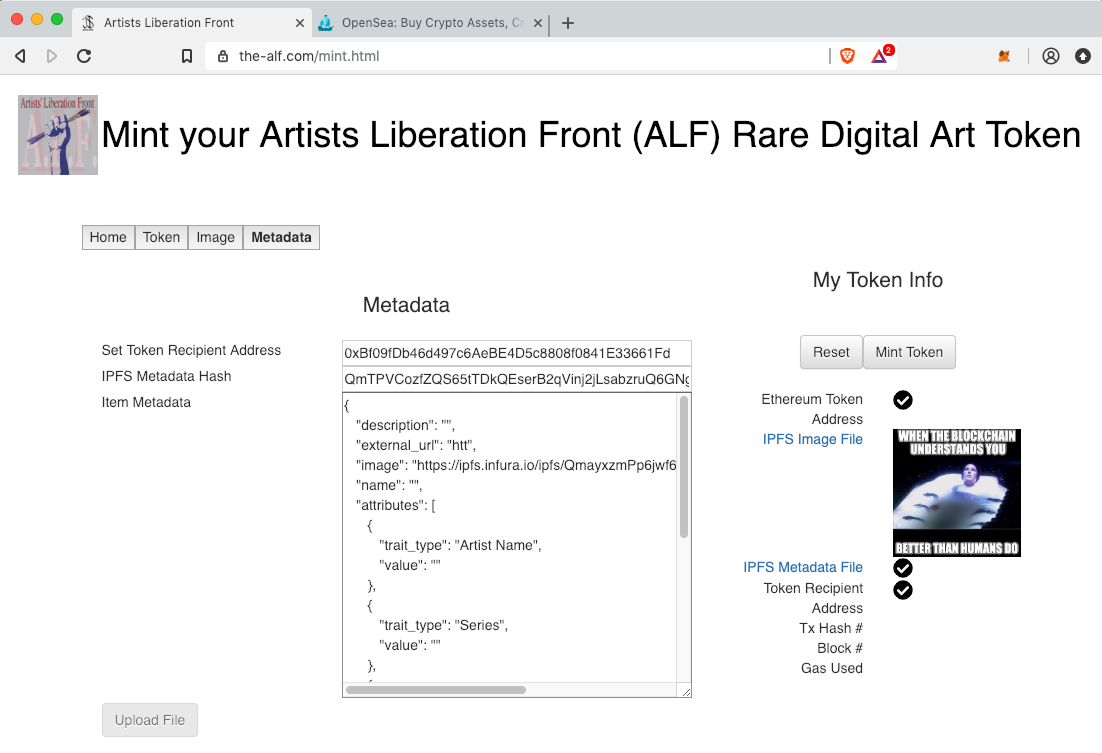 Artists Liberation Front
OpenSea: Buy Crypto Assets, Cr
the-alf.com/mint.html
2
Artists' Liberation Front
A.L.F.
Mint your Artists Liberation Front (ALF) Rare Digital Art Token
Home Token Image Metadata
My Token Info
Metadata
Reset Mint Token
Set Token Recipient Address 0xBf09fDb46d497c6AeBE4D5c8808f0841E33661Fd
IPFS Metadata Hash QmTPVCozfZQS65tTDkQEserB2qVinj2jLsabzruQ6GNg
Item Metadata
{
"description": "",
"external_url": "htt",
"image": "https://ipfs.infura.io/ipfs/QmayxzmPp6jwf6
"name": "",
"attributes": [
{
"trait_type": "Artist Name",
"value": ""
},
{
"trait_type": "Series",
"value": ""
},
Ethereum Token
Address
IPFS Image File
WHEN THE BLOCKCHAIN
UNDERSTANDS YOU
BETTER THAN HUMANS DO
IPFS Metadata File
Token Recipient
Address
Tx Hash #
Block #
Gas Used
Upload File